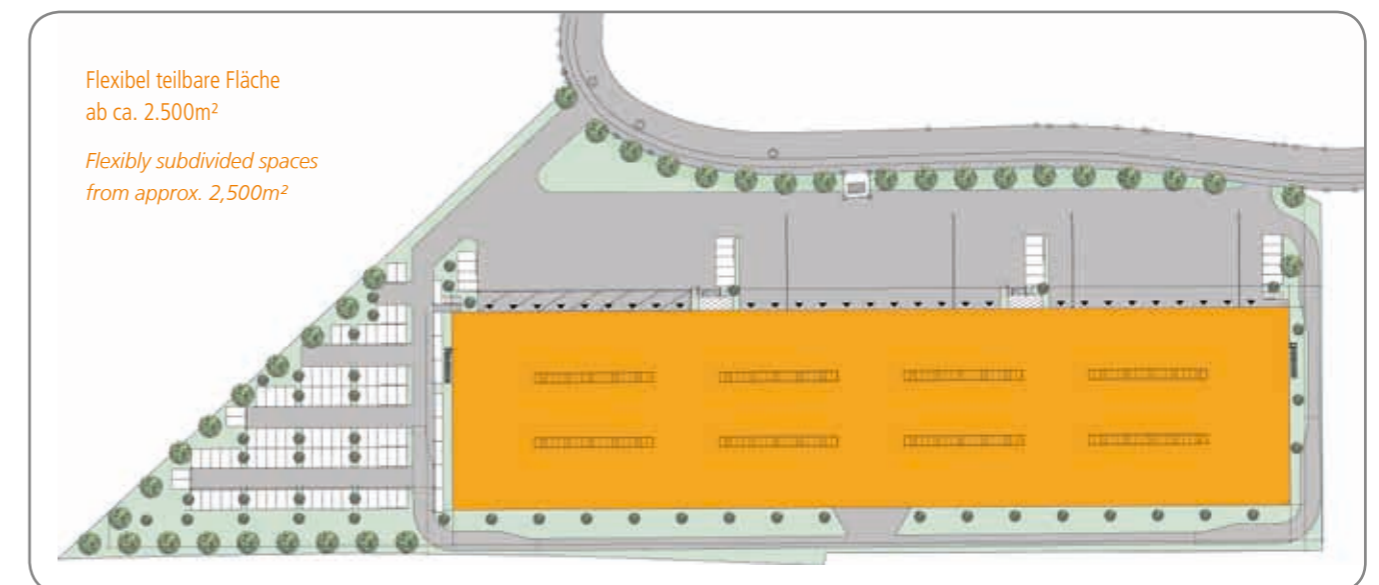 Flexibel teilbare Fläche
ab ca. 2.500m²
Flexibly subdivided spaces
from approx. 2,500m²